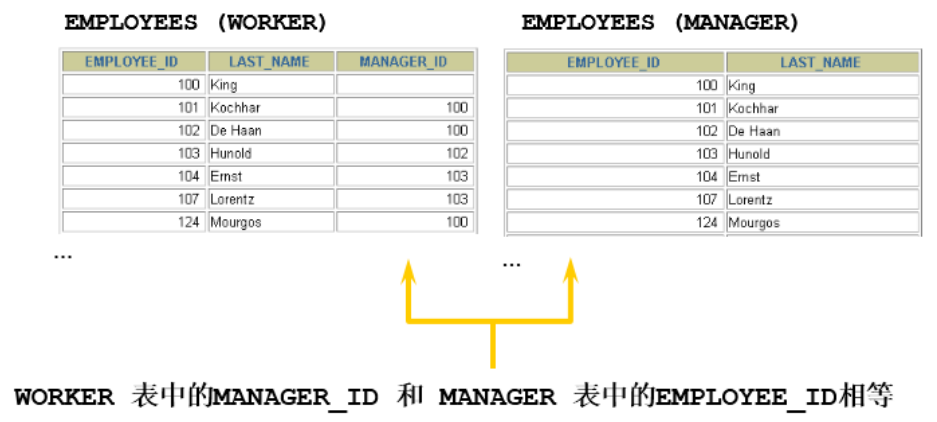 EMPLOYEES (WORKER)
EMPLOYEES (MANAGER)
EMPLOYEE_ID LAST_NAME MANAGER_ID
100 King
101 Kochhar 100
102 De Haan 100
103 Hunold 102
104 Ernst 103
107 Lorentz 103
124 Mourgos 100
...
EMPLOYEE_ID LAST_NAME
100 King
101 Kochhar
102 De Haan
103 Hunold
104 Ernst
107 Lorentz
124 Mourgos
...
WORKER 表中的MANAGER_ID 和 MANAGER 表中的EMPLOYEE_ID相等